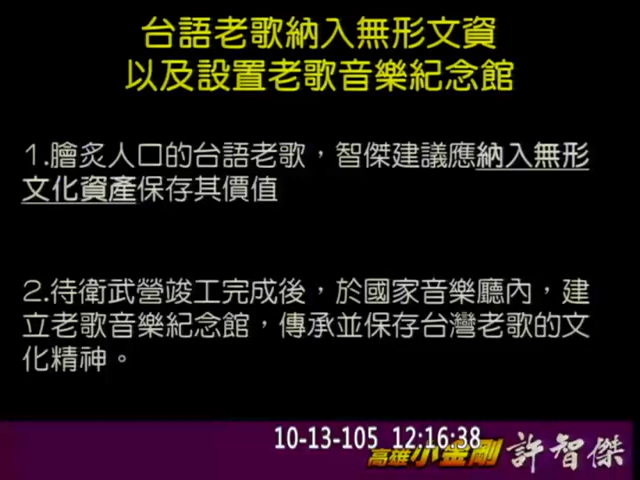 台語老歌納入無形文資
以及設置老歌音樂紀念館
1.膾炙人口的台語老歌，智傑建議應納入無形
文化資產保存其價值
2.待衛武營竣工完成後，於國家音樂廳內，建
立老歌音樂紀念館，傳承並保存台灣老歌的文
化精神。
10-13-105 12:16:38
高雄小金剛 許智傑